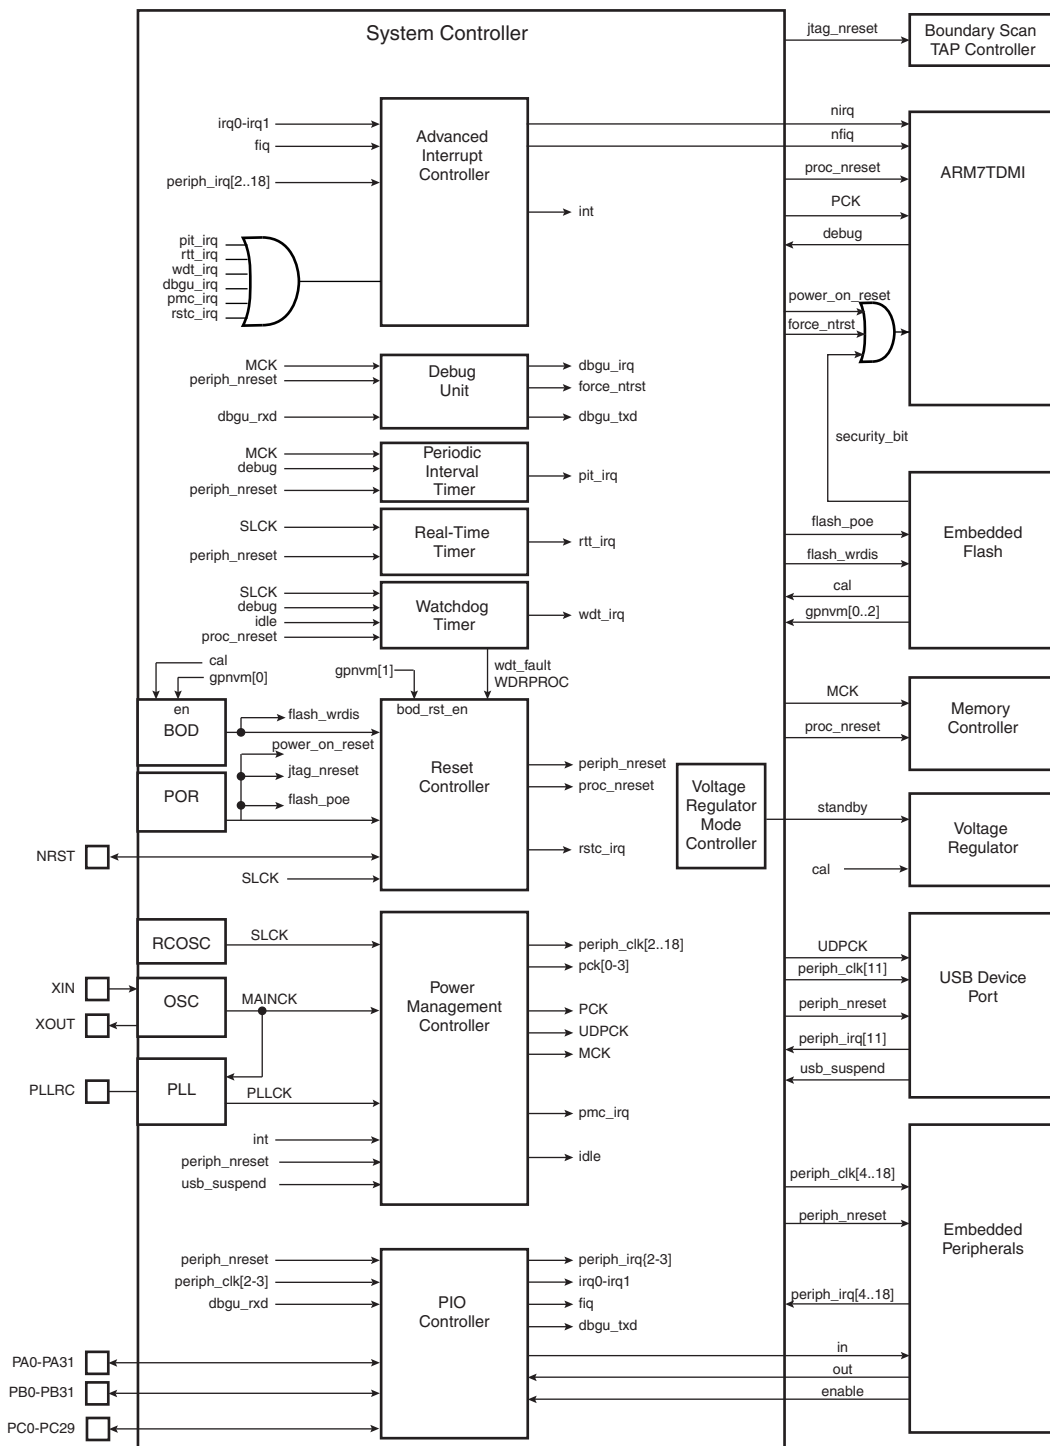 System Controller
jtag_nreset
Boundary Scan
TAP Controller
irq0-irq1
fiq
periph_irq[2..18]
Advanced
Interrupt
Controller
int
nirq
nfiq
proc_nreset
PCK
debug
ARM7TDMI
pit_irq
rtt_irq
wdt_irq
dbgu_irq
pmc_irq
rstc_irq
power_on_reset
force_ntrst
security_bit
MCK
periph_nreset
dbgu_rxd
Debug
Unit
dbgu_irq
force_ntrst
dbgu_txd
MCK
debug
periph_nreset
Periodic
Interval
Timer
pit_irq
SLCK
periph_nreset
Real-Time
Timer
rtt_irq
flash_poe
flash_wrdis
cal
gpnvm[0..2]
Embedded
Flash
SLCK
debug
idle
proc_nreset
Watchdog
Timer
wdt_irq
cal
gpnvm[0]
gpnvm[1]
wdt_fault
WDRPROC
en
BOD
bod_rst_en
flash_wrdis
power_on_reset
jtag_nreset
flash_poe
POR
Reset
Controller
periph_nreset
proc_nreset
rstc_irq
NRST
SLCK
MCK
proc_nreset
Memory
Controller
Voltage
Regulator
Mode
Controller
standby
cal
Voltage
Regulator
RCOSC
SLCK
XIN
OSC
MAINCK
XOUT
PLLRC
PLL
PLLCK
int
periph_nreset
usb_suspend
Power
Management
Controller
periph_clk[2..18]
pck[0-3]
PCK
UDPCK
MCK
pmc_irq
idle
UDPCK
periph_clk[11]
periph_nreset
periph_irq[11]
usb_suspend
USB Device
Port
periph_nreset
periph_clk[2-3]
dbgu_rxd
PIO
Controller
periph_irq{2-3]
irq0-irq1
fiq
dbgu_txd
periph_clk[4..18]
periph_nreset
periph_irq[4..18]
in
out
enable
Embedded
Peripherals
PA0-PA31
PB0-PB31
PC0-PC29